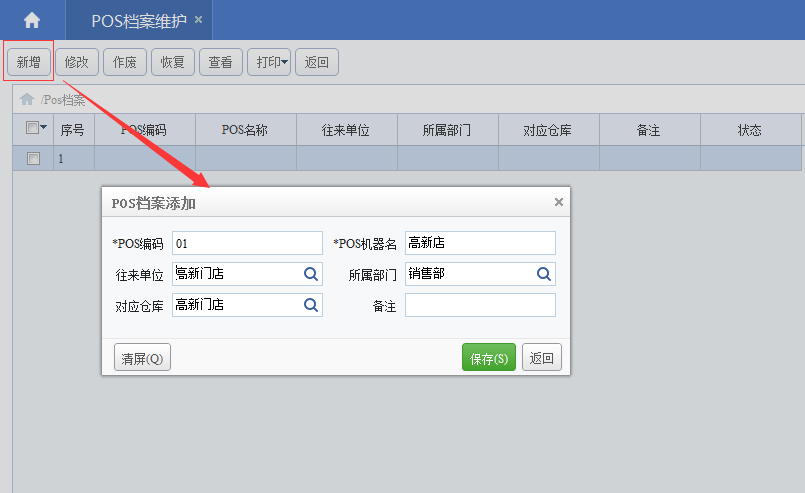 POS档案维护 ×
新增 修改 作废 恢复 查看 打印 返回
/Pos档案
序号 POS编码 POS名称 往来单位 所属部门 对应仓库 备注 状态
1
POS档案添加 ×
*POS编码 01 *POS机器名 高新店
往来单位 高新门店 所属部门 销售部
对应仓库 高新门店 备注
清屏(Q) 保存(S) 返回